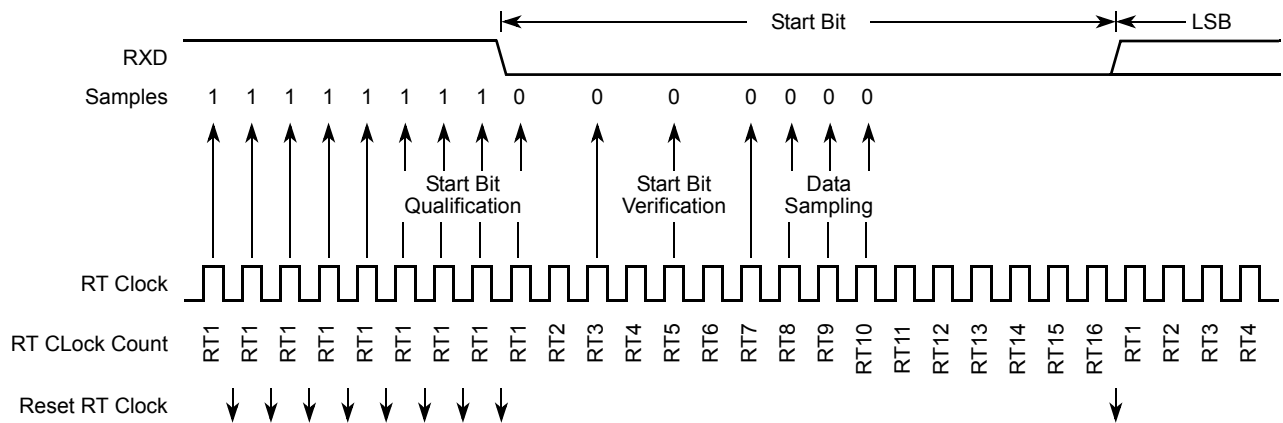 Start Bit LSB
RXD
Samples 1 1 1 1 1 1 1 1 0 0 0 0 0 0 0
Start Bit Start Bit Data
Qualification Verification Sampling
RT Clock
RT CLock Count RT1 RT1 RT1 RT1 RT1 RT1 RT1 RT1 RT1 RT2 RT3 RT4 RT5 RT6 RT7 RT8 RT9 RT10 RT11 RT12 RT13 RT14 RT15 RT16 RT1 RT2 RT3 RT4
Reset RT Clock